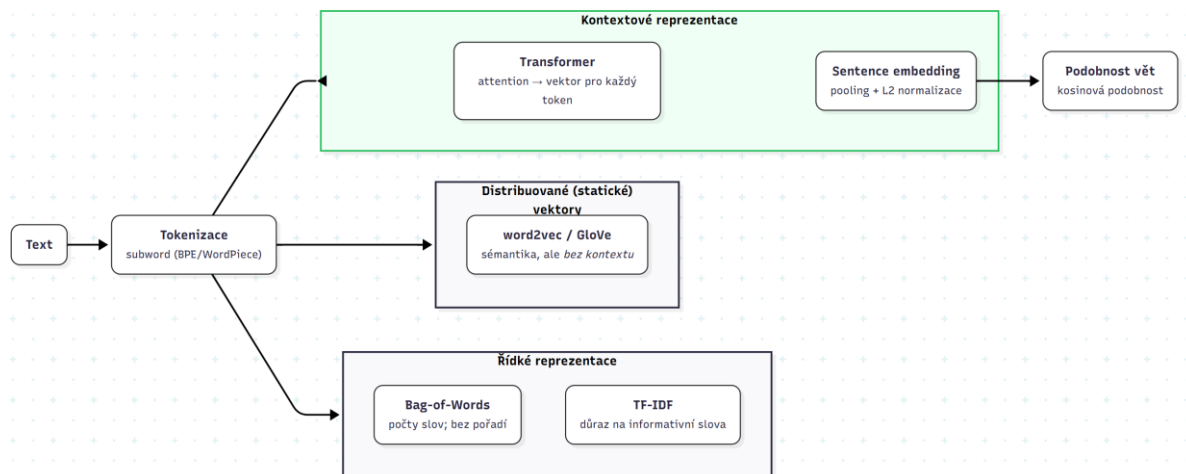 Kontextové reprezentace
Transformer
attention → vektor pro každý
token
Sentence embedding
pooling + L2 normalizace
Podobnost vět
kosinová podobnost
Distribuované (statické)
vektory
Text
Tokenizace
subword (BPE/WordPiece)
word2vec / GloVe
sémantika, ale bez kontextu
Řídké reprezentace
Bag-of-Words
počty slov; bez pořadí
TF-IDF
důraz na informativní slova